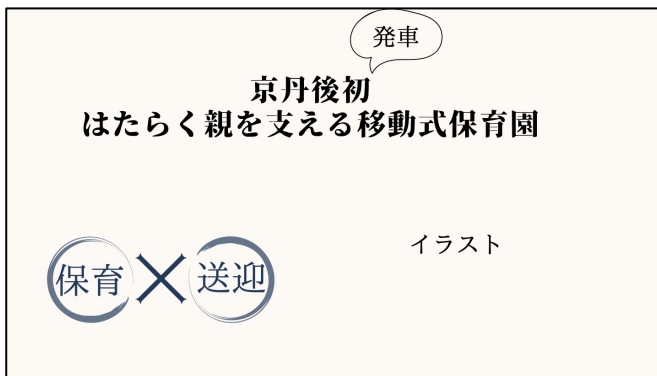 発車
京丹後初
はたらく親を支える移動式保育園
イラスト
保育×送迎